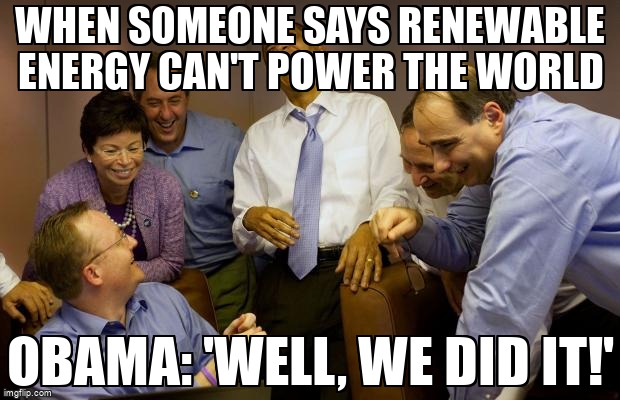 WHEN SOMEONE SAYS RENEWABLE
ENERGY CAN'T POWER THE WORLD
OBAMA: 'WELL, WE DID IT!'
imgflip.com